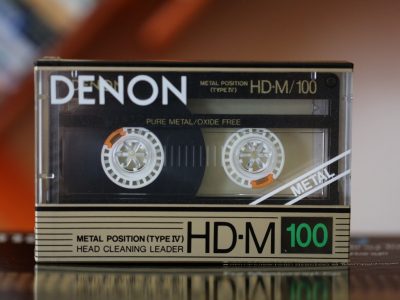 DENON
METAL POSITION
(TYPE IV)
HD-M/100
PURE METAL/OXIDE FREE
METAL
METAL POSITION (TYPE IV)
HEAD CLEANING LEADER
HD·M 100